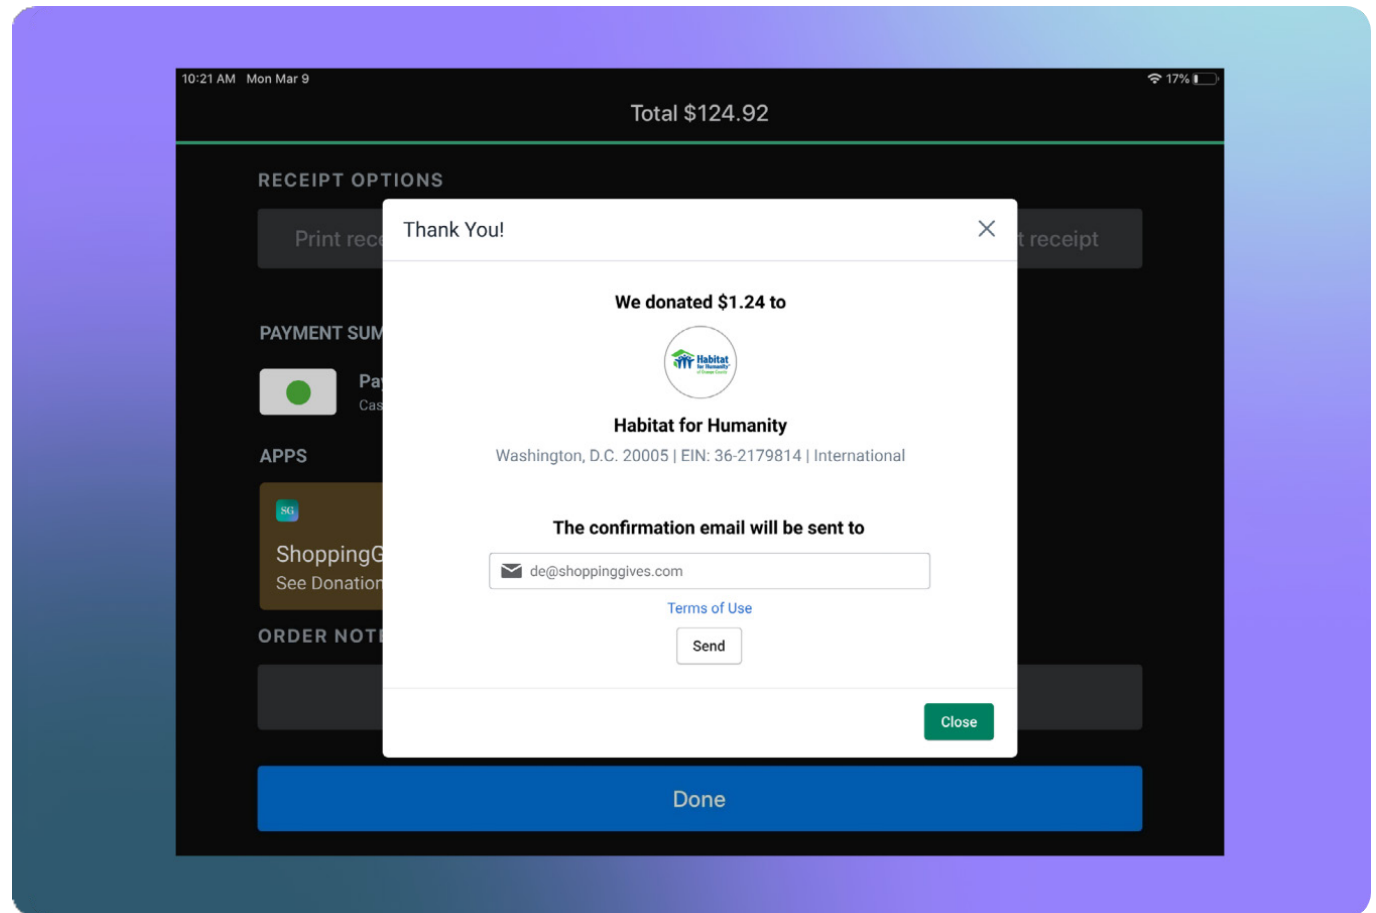 10:21 AM Mon Mar 9
17%
Total $124.92
RECEIPT OPTIONS
Print rece
t receipt
Thank You!
We donated $1.24 to
Habitat
for Humanity
Habitat for Humanity
Washington, D.C. 20005 | EIN: 36-2179814 | International
The confirmation email will be sent to
de@shoppinggives.com
Terms of Use
Send
Close
PAYMENT SUM
Pay
Cas
APPS
SG
ShoppingG
See Donation
ORDER NOTE
Done